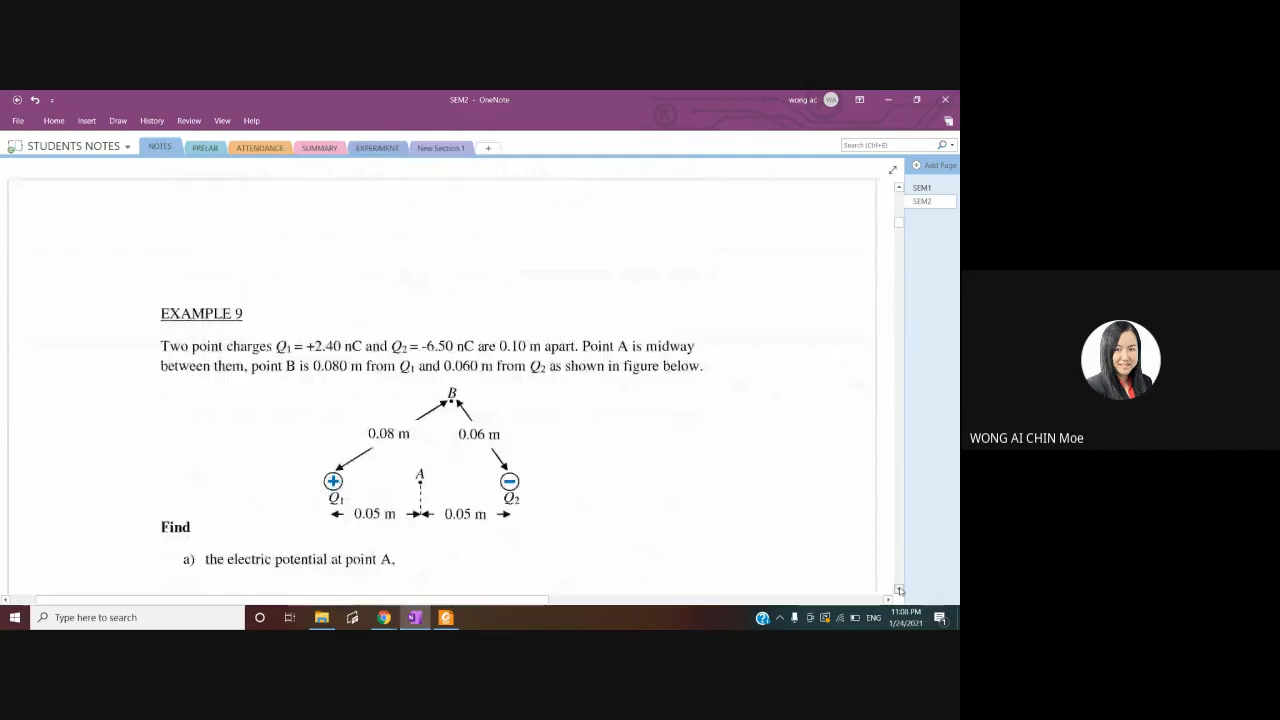 SEM2 - OneNote
wong ac WA
File Home Insert Draw History Review View Help
STUDENTS NOTES NOTES PRELAB ATTENDANCE SUMMARY EXPERIMENT New Section 1 +
Search (Ctrl+E)
Add Page
SEM1
SEM2
EXAMPLE 9
Two point charges Q1 = +2.40 nC and Q2 = -6.50 nC are 0.10 m apart. Point A is midway
between them, point B is 0.080 m from Q1 and 0.060 m from Q2 as shown in figure below.
B
0.08 m 0.06 m
A
+ −
Q1 Q2
0.05 m 0.05 m
Find
a) the electric potential at point A,
WONG AI CHIN Moe
Type here to search
ENG
11:08 PM
1/24/2021